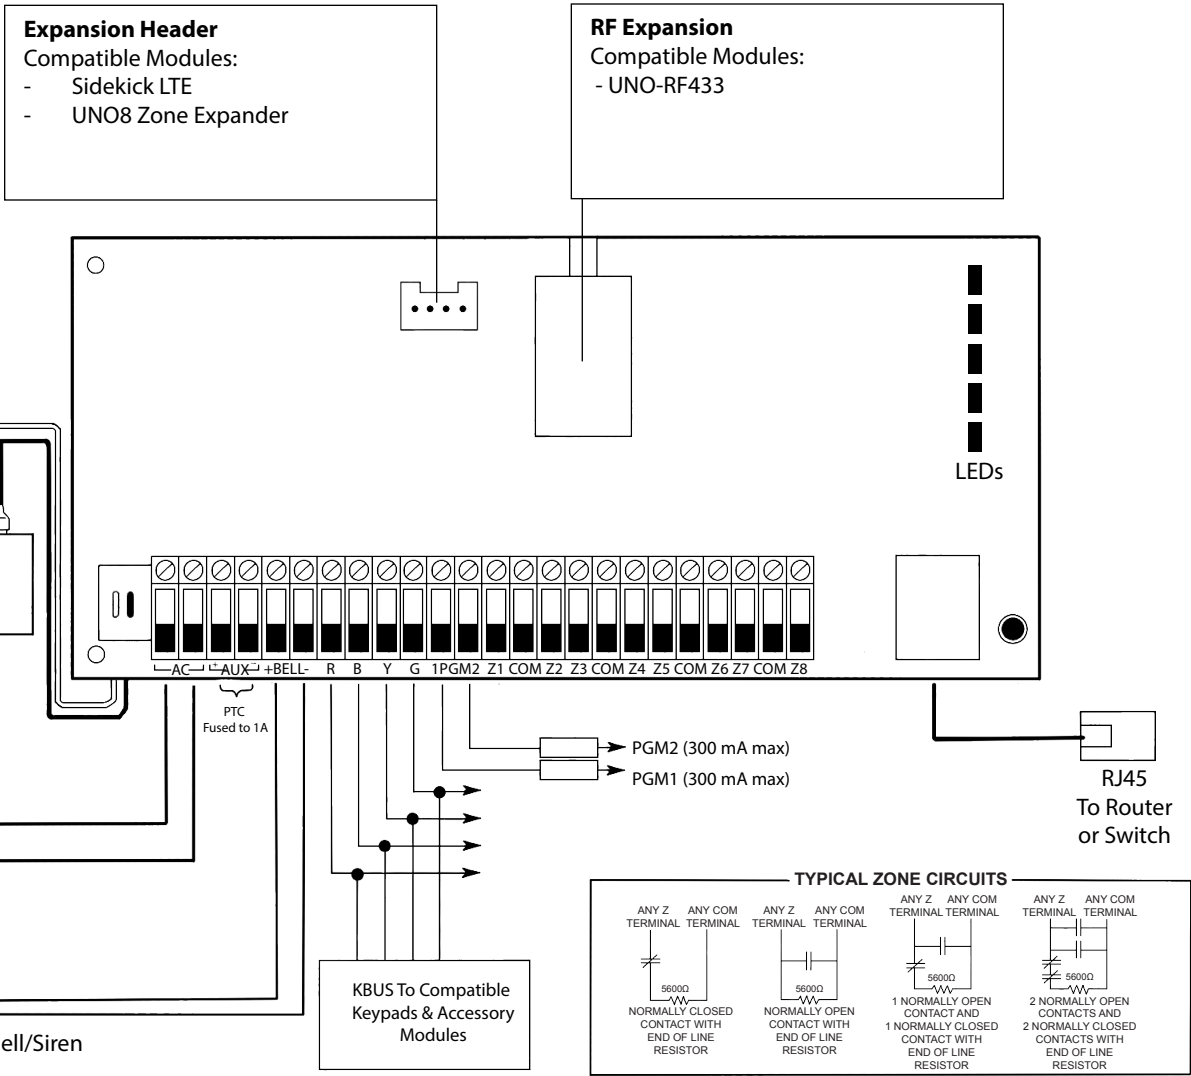 Expansion Header
Compatible Modules:
- Sidekick LTE
- UNO8 Zone Expander
RF Expansion
Compatible Modules:
- UNO-RF433
LEDs
AC + AUX - +BELL- R B Y G 1PGM2 Z1 COM Z2 Z3 COM Z4 Z5 COM Z6 Z7 COM Z8
PTC
Fused to 1A
PGM2 (300 mA max)
PGM1 (300 mA max)
RJ45
To Router
or Switch
KBUS To Compatible
Keypads & Accessory
Modules
ell/Siren
TYPICAL ZONE CIRCUITS
ANY Z TERMINAL
ANY COM TERMINAL
5600Ω
NORMALLY CLOSED
CONTACT WITH
END OF LINE
RESISTOR
ANY Z TERMINAL
ANY COM TERMINAL
5600Ω
NORMALLY OPEN
CONTACT WITH
END OF LINE
RESISTOR
ANY Z TERMINAL
ANY COM TERMINAL
5600Ω
1 NORMALLY OPEN
CONTACT AND
1 NORMALLY CLOSED
CONTACT WITH
END OF LINE
RESISTOR
ANY Z TERMINAL
ANY COM TERMINAL
5600Ω
2 NORMALLY OPEN
CONTACTS AND
2 NORMALLY CLOSED
CONTACTS WITH
END OF LINE
RESISTOR